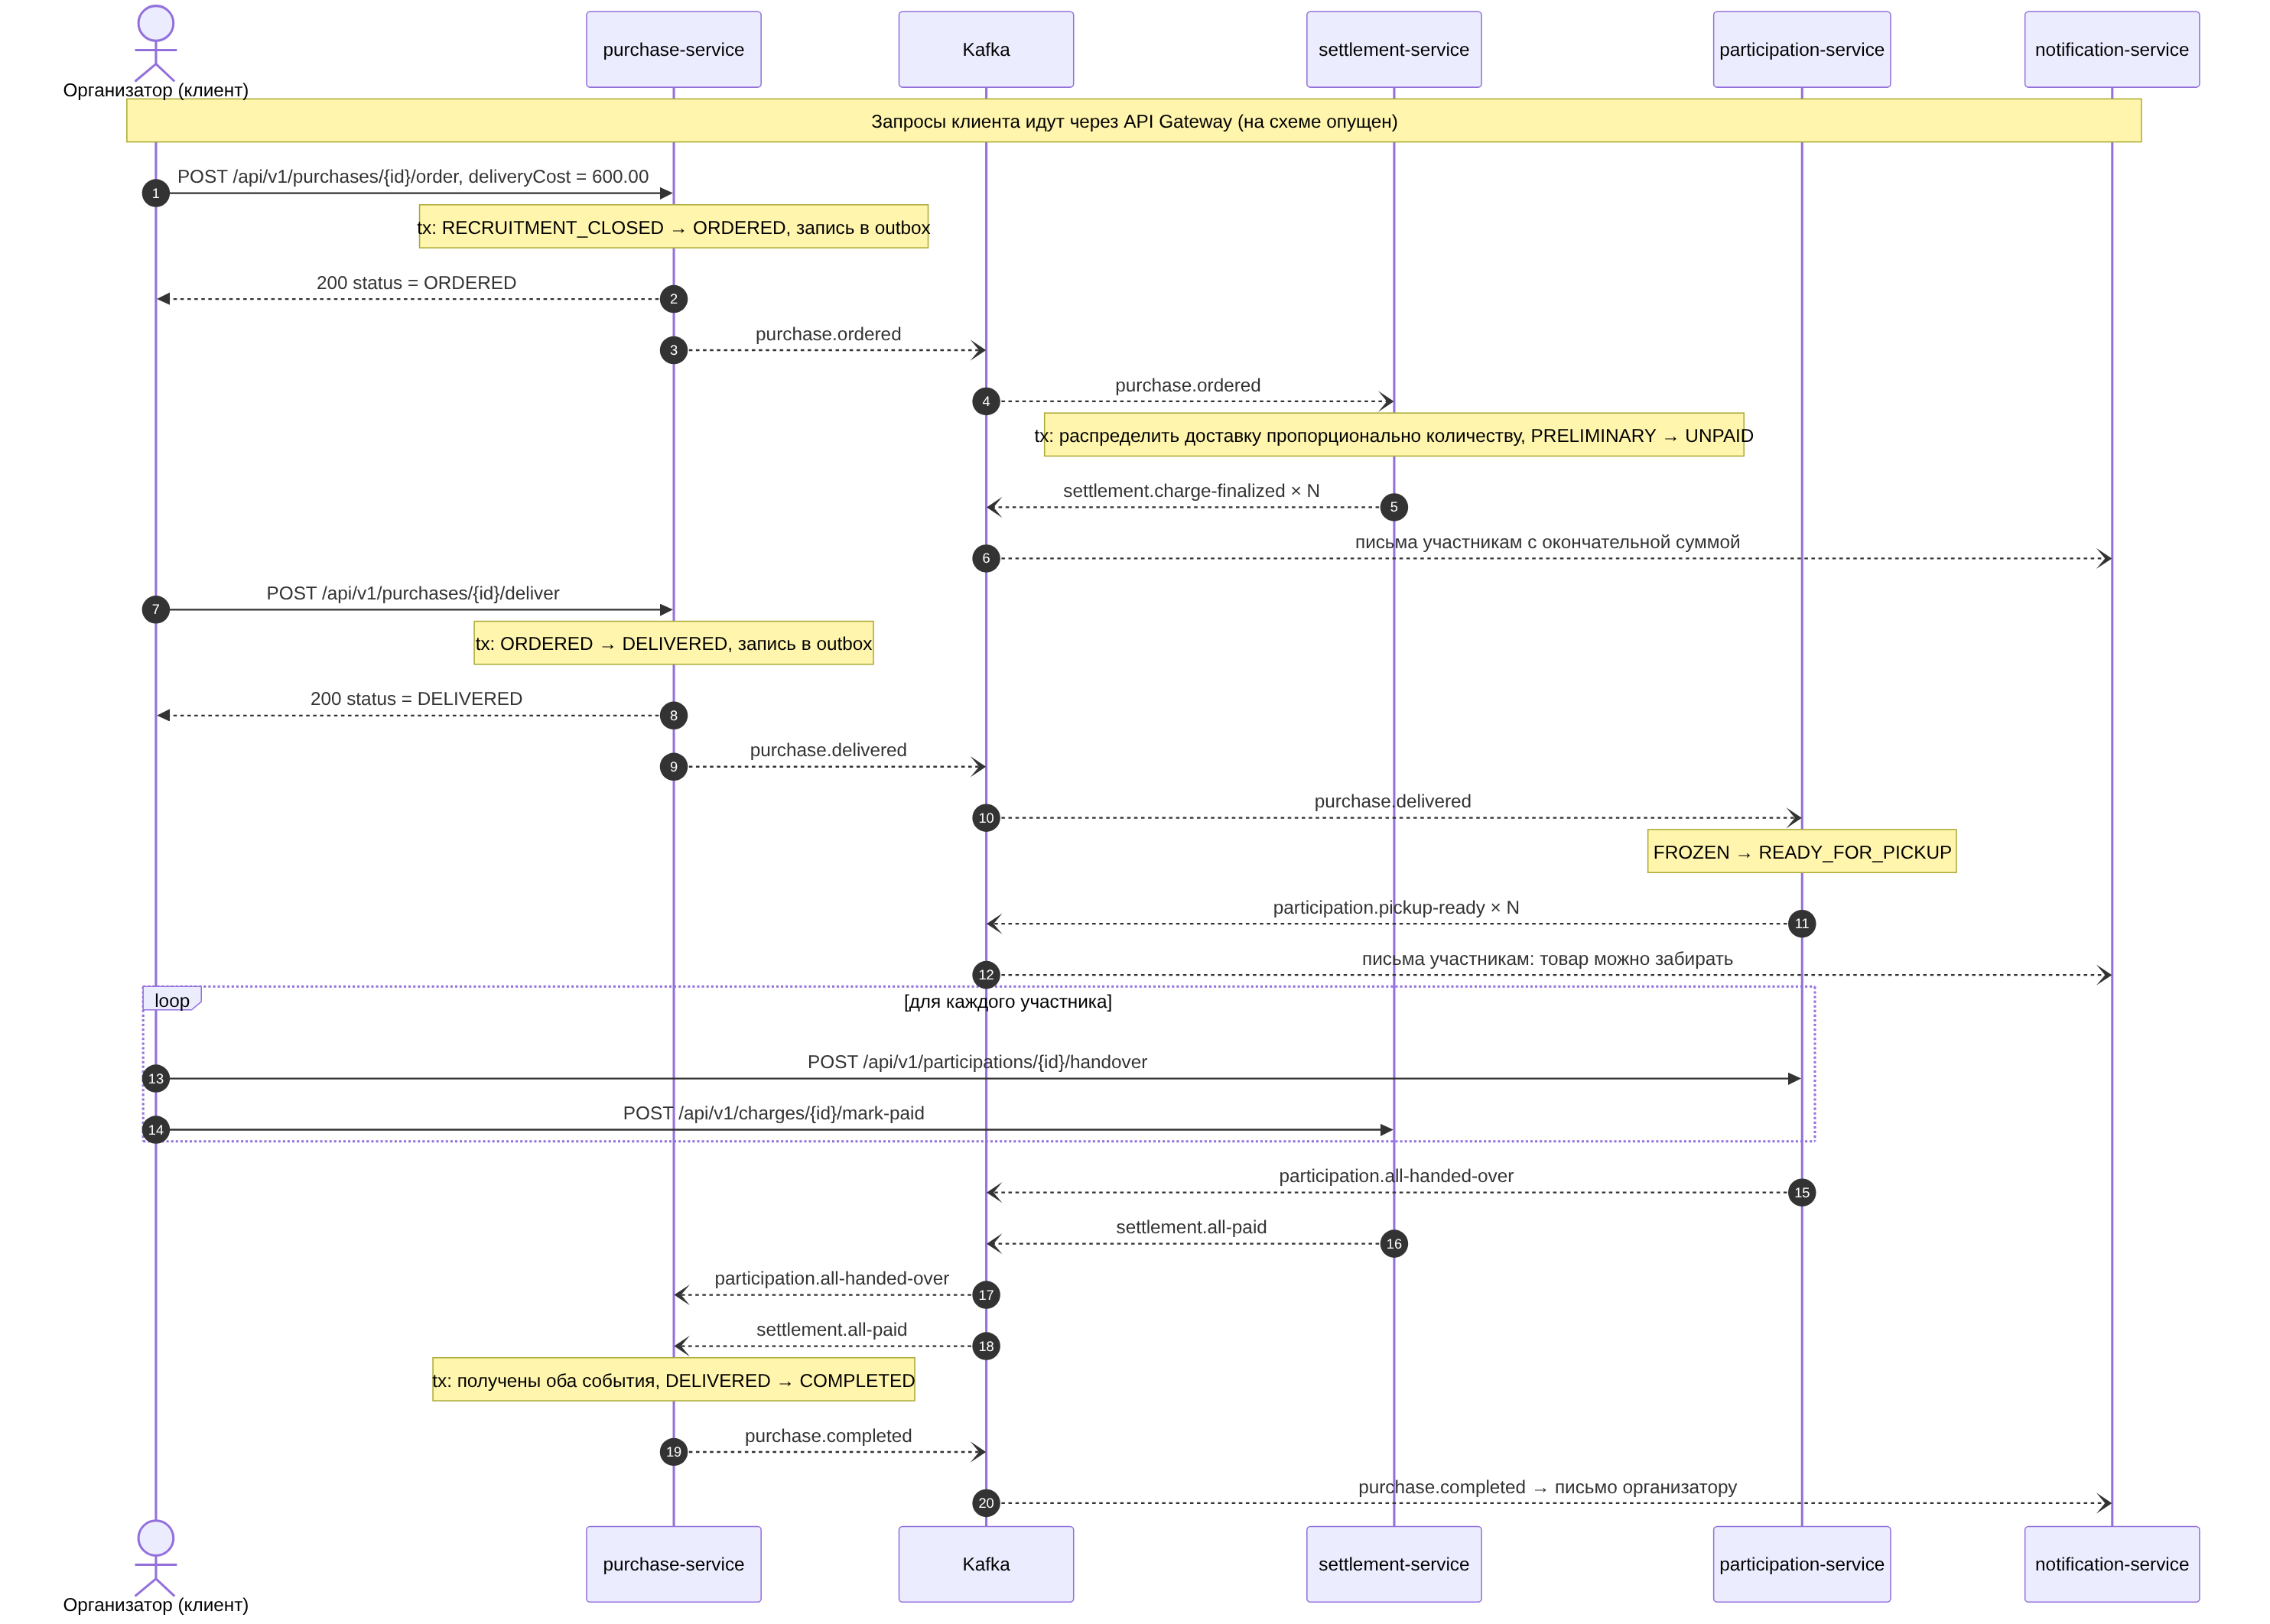 Организатор (клиент)
purchase-service
Kafka
settlement-service
participation-service
notification-service
Запросы клиента идут через API Gateway (на схеме опущен)
1 POST /api/v1/purchases/{id}/order, deliveryCost = 600.00
tx: RECRUITMENT_CLOSED → ORDERED, запись в outbox
200 status = ORDERED 2
3 purchase.ordered
4 purchase.ordered
tx: распределить доставку пропорционально количеству, PRELIMINARY → UNPAID
settlement.charge-finalized × N 5
6 письма участникам с окончательной суммой
7 POST /api/v1/purchases/{id}/deliver
tx: ORDERED → DELIVERED, запись в outbox
200 status = DELIVERED 8
9 purchase.delivered
10 purchase.delivered
FROZEN → READY_FOR_PICKUP
participation.pickup-ready × N 11
12 письма участникам: товар можно забирать
loop [для каждого участника]
13 POST /api/v1/participations/{id}/handover
14 POST /api/v1/charges/{id}/mark-paid
participation.all-handed-over 15
settlement.all-paid 16
participation.all-handed-over 17
settlement.all-paid 18
tx: получены оба события, DELIVERED → COMPLETED
19 purchase.completed
20 purchase.completed → письмо организатору
Организатор (клиент)
purchase-service
Kafka
settlement-service
participation-service
notification-service